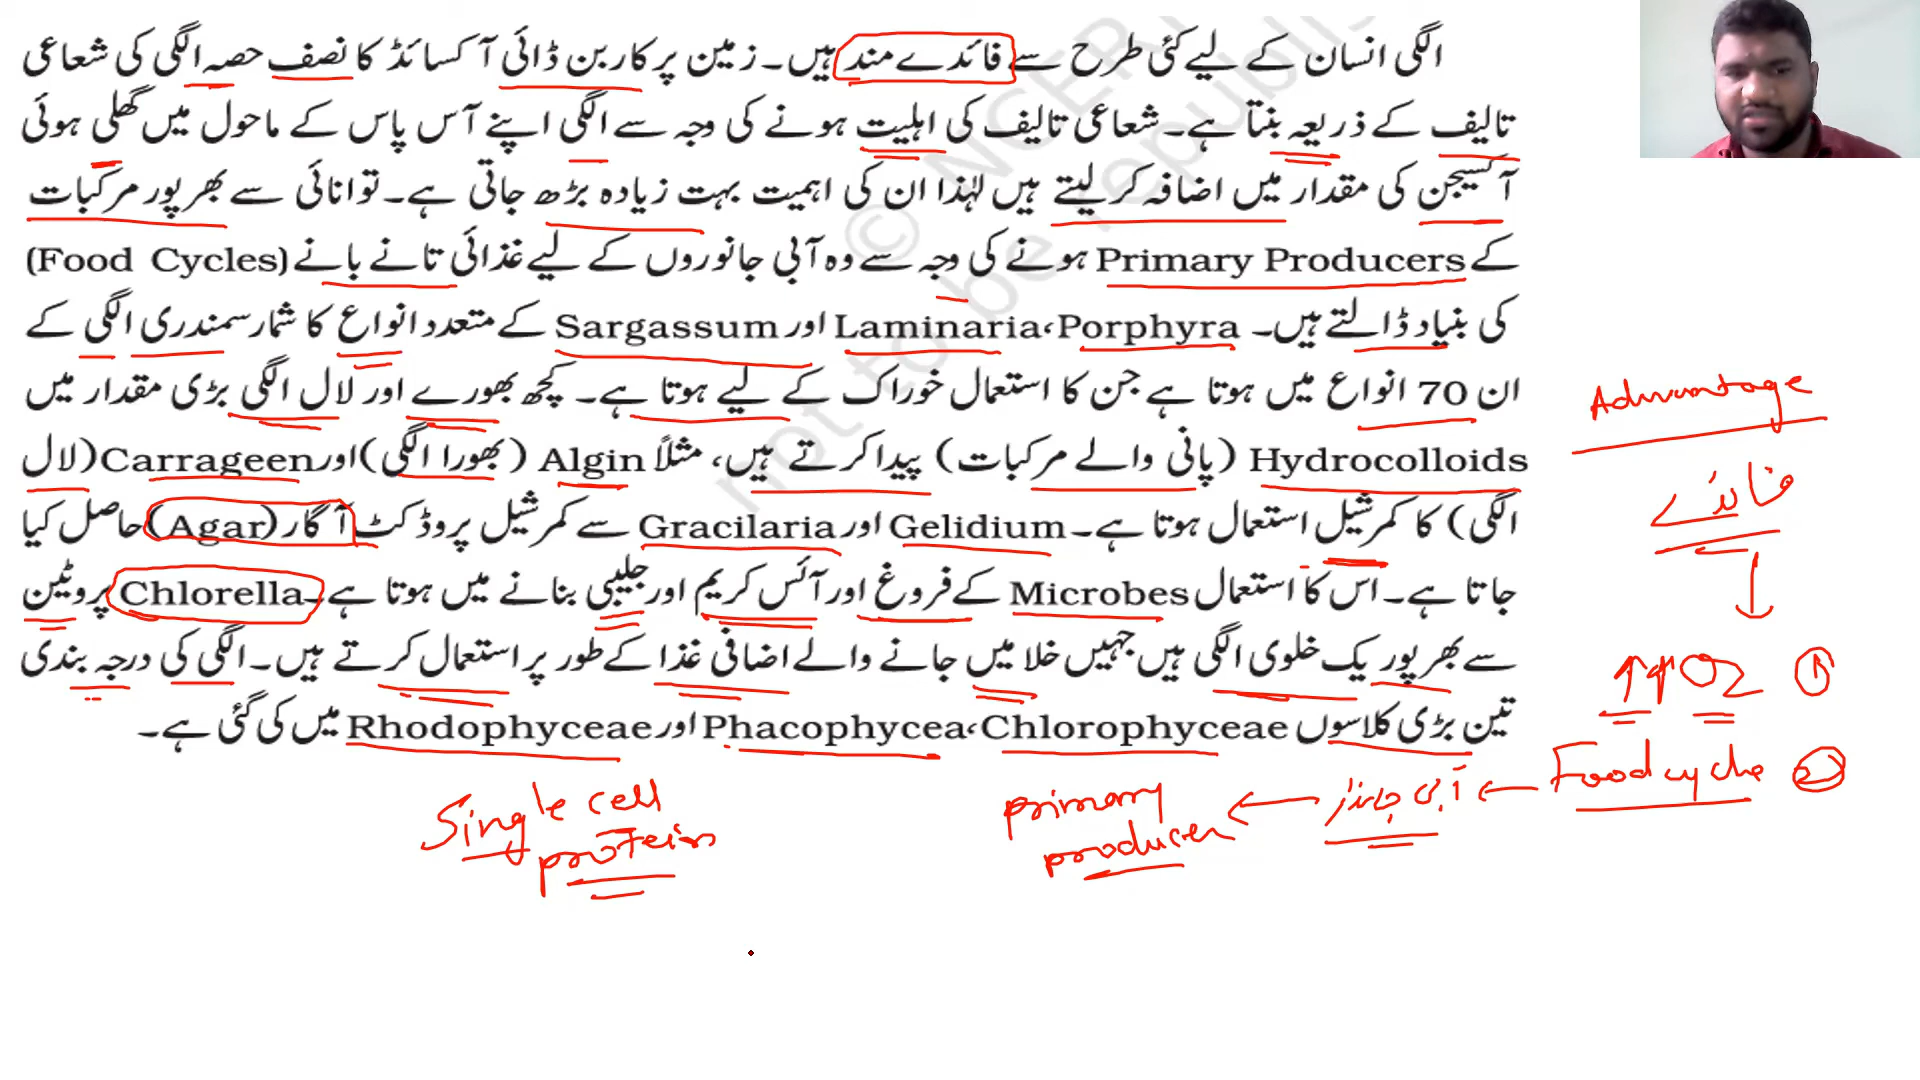 الگی انسان کے لیے کئی طرح سے فائدے مند ہیں۔ زمین پر کاربن ڈائی آکسائڈ کا نصف حصہ الگی کی شعاعی
تالیف کے ذریعہ بنتا ہے۔ شعاعی تالیف کی اہلیت ہونے کی وجہ سے الگی اپنے آس پاس کے ماحول میں گھلی ہوئی
آکسیجن کی مقدار میں اضافہ کر لیتے ہیں لہٰذا ان کی اہمیت بہت زیادہ بڑھ جاتی ہے۔ توانائی سے بھرپور مرکبات
کے Primary Producers ہونے کی وجہ سے وہ آبی جانوروں کے لیے غذائی تانے بانے (Food Cycles)
کی بنیاد ڈالتے ہیں۔ Porphyra، Laminaria اور Sargassum کے متعدد انواع کا شمار سمندری الگی کے
ان 70 انواع میں ہوتا ہے جن کا استعمال خوراک کے لیے ہوتا ہے۔ کچھ بھورے اور لال الگی بڑی مقدار میں
Hydrocolloids (پانی والے مرکبات) پیدا کرتے ہیں، مثلاً Algin (بھورا الگی) اور Carrageen (لال
الگی) کا کمرشیل استعمال ہوتا ہے۔ Gelidium اور Gracilaria سے کمرشیل پروڈکٹ آگار (Agar) حاصل کیا
جاتا ہے۔ اس کا استعمال Microbes کے فروغ اور آئس کریم اور جلیبی بنانے میں ہوتا ہے۔ Chlorella پروٹین
سے بھرپور یک خلوی الگی ہیں جہیں خلا میں جانے والے اضافی غذا کے طور پر استعمال کرتے ہیں۔ الگی کی درجہ بندی
تین بڑی کلاسوں Chlorophyceae، Phacophycea اور Rhodophyceae میں کی گئی ہے۔
Advantage
فائدے
↓
↑↑O2 ①
Food cycle ②
← آبی جاندار ←
primary
producer
Single cell
protein
© NCERT
not to be republis